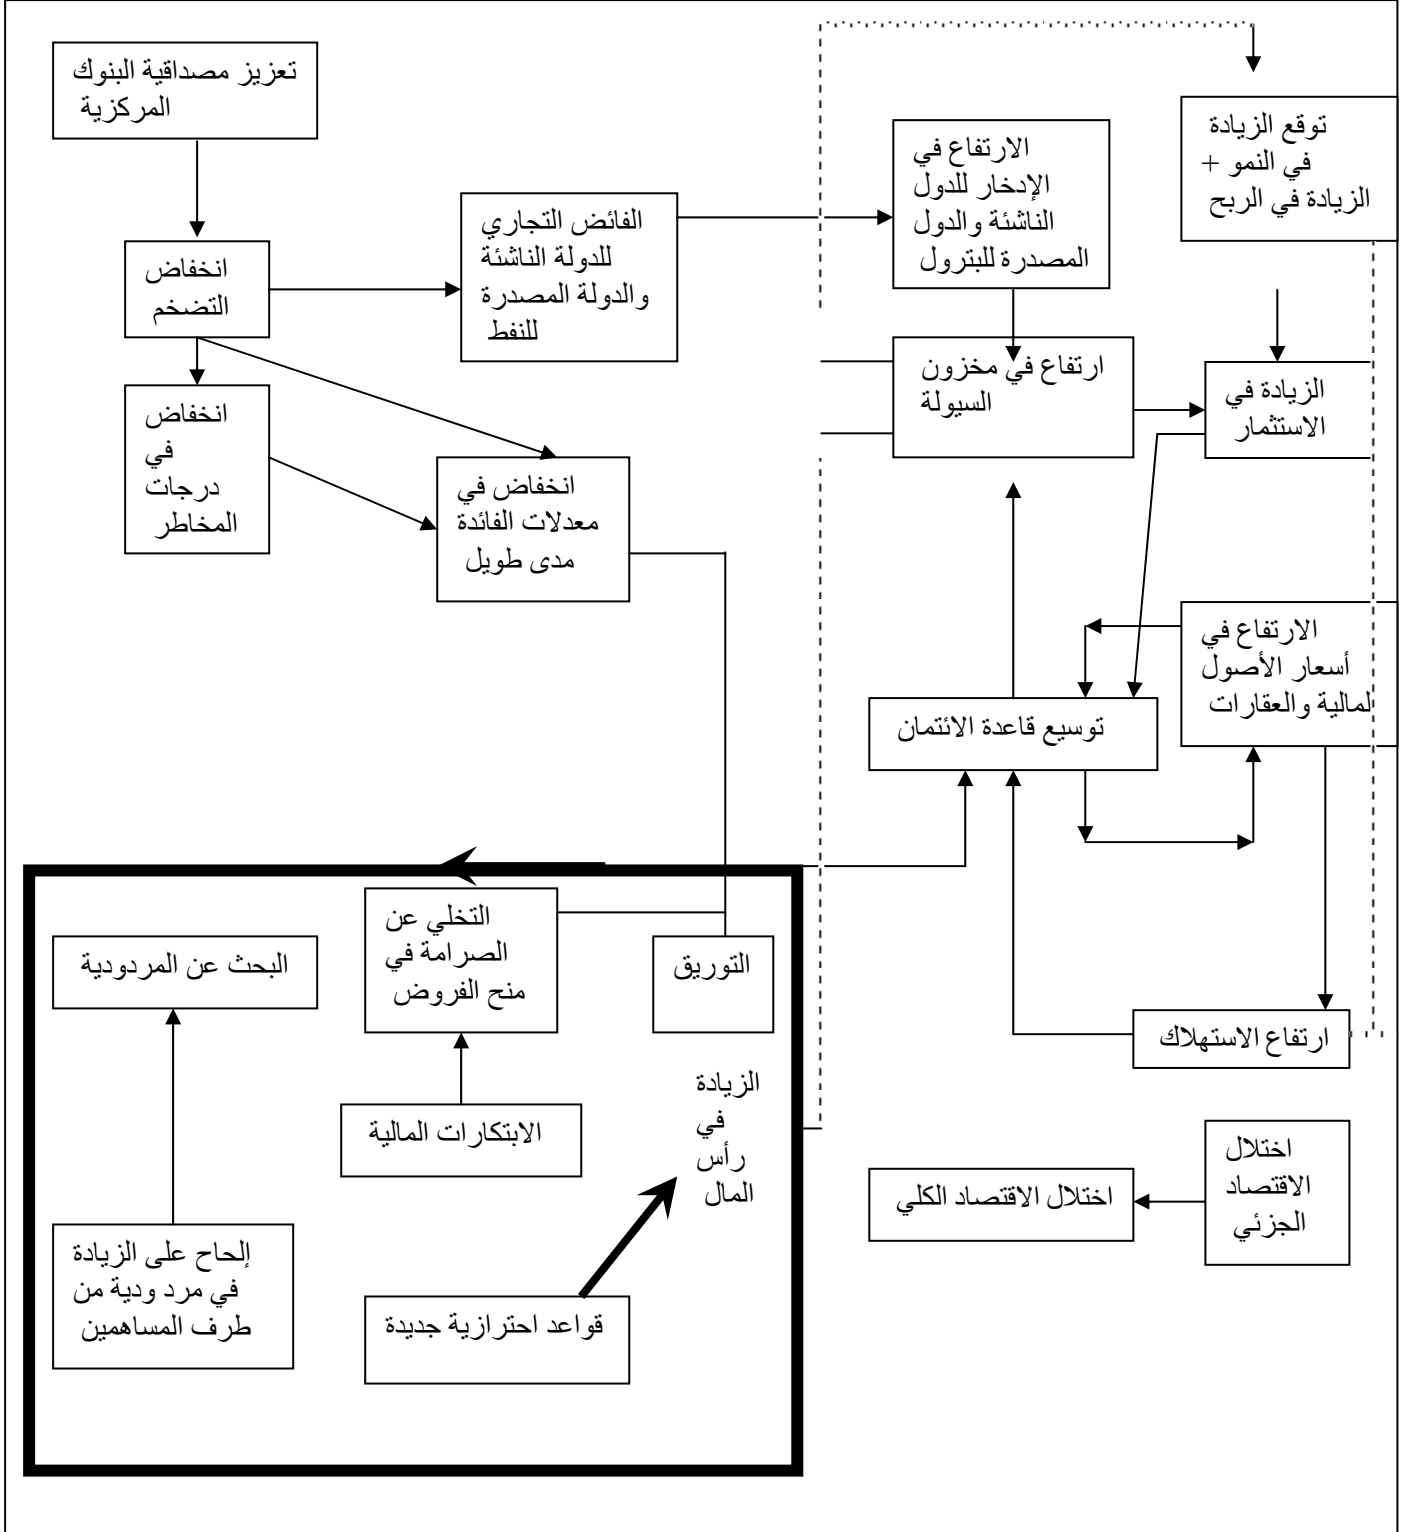 تعزيز مصداقية البنوك
المركزية
توقع الزيادة
في النمو +
الزيادة في الربح
الارتفاع في
الإدخار للدول
الناشئة والدول
المصدرة للبترول
الفائض التجاري
للدولة الناشئة
والدولة المصدرة
للنفط
انخفاض
التضخم
ارتفاع في مخزون
السيولة
الزيادة في
الاستثمار
انخفاض
في
درجات
المخاطر
انخفاض في
معدلات الفائدة
مدى طويل
الارتفاع في
أسعار الأصول
لمالية والعقارات
توسيع قاعدة الائتمان
التخلي عن
الصرامة في
منح الفروض
التوريق
البحث عن المردودية
ارتفاع الاستهلاك
الزيادة
في
رأس
المال
الابتكارات المالية
اختلال
الاقتصاد
الجزئي
اختلال الاقتصاد الكلي
إلحاح على الزيادة
في مرد ودية من
طرف المساهمين
قواعد احترازية جديدة